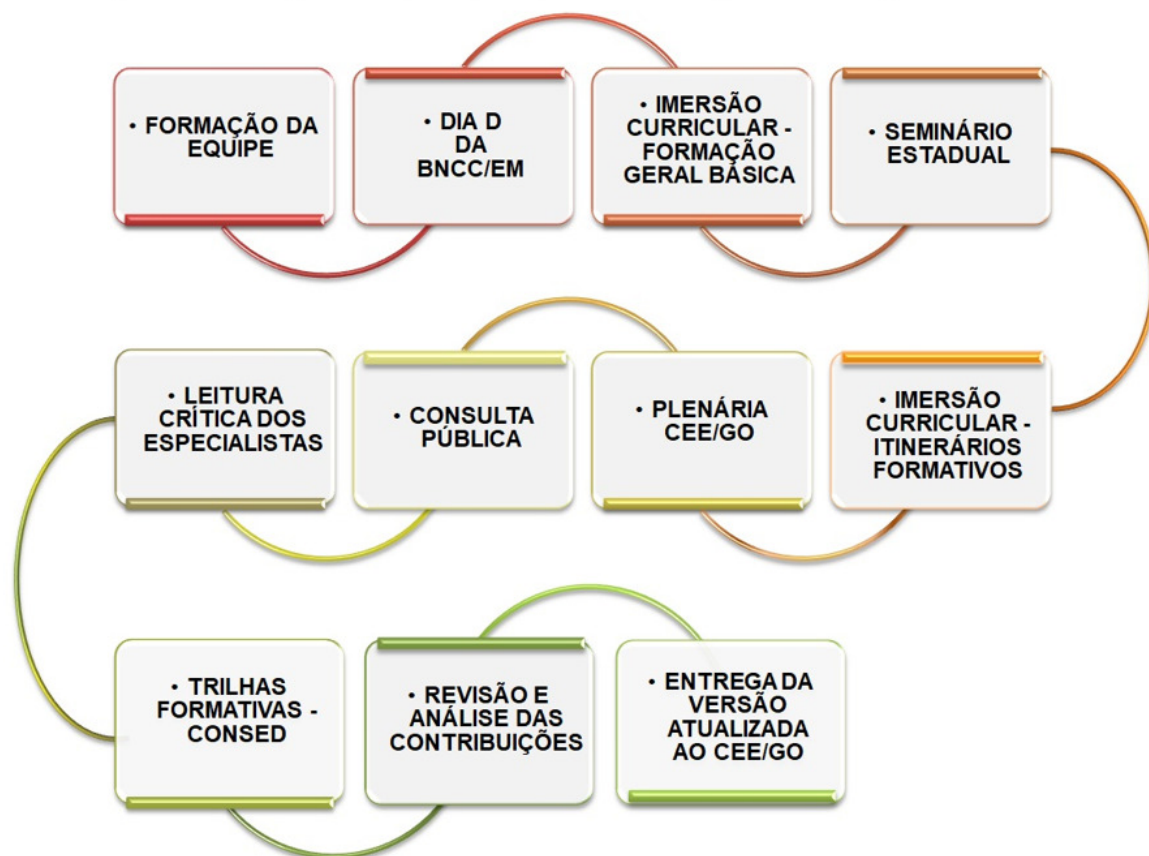 • FORMAÇÃO DA
EQUIPE
• DIA D
DA
BNCC/EM
• IMERSÃO
CURRICULAR -
FORMAÇÃO
GERAL BÁSICA
• SEMINÁRIO
ESTADUAL
• IMERSÃO
CURRICULAR -
ITINERÁRIOS
FORMATIVOS
• PLENÁRIA
CEE/GO
• CONSULTA
PÚBLICA
• LEITURA
CRÍTICA DOS
ESPECIALISTAS
• TRILHAS
FORMATIVAS -
CONSED
• REVISÃO E
ANÁLISE DAS
CONTRIBUIÇÕES
• ENTREGA DA
VERSÃO
ATUALIZADA
AO CEE/GO